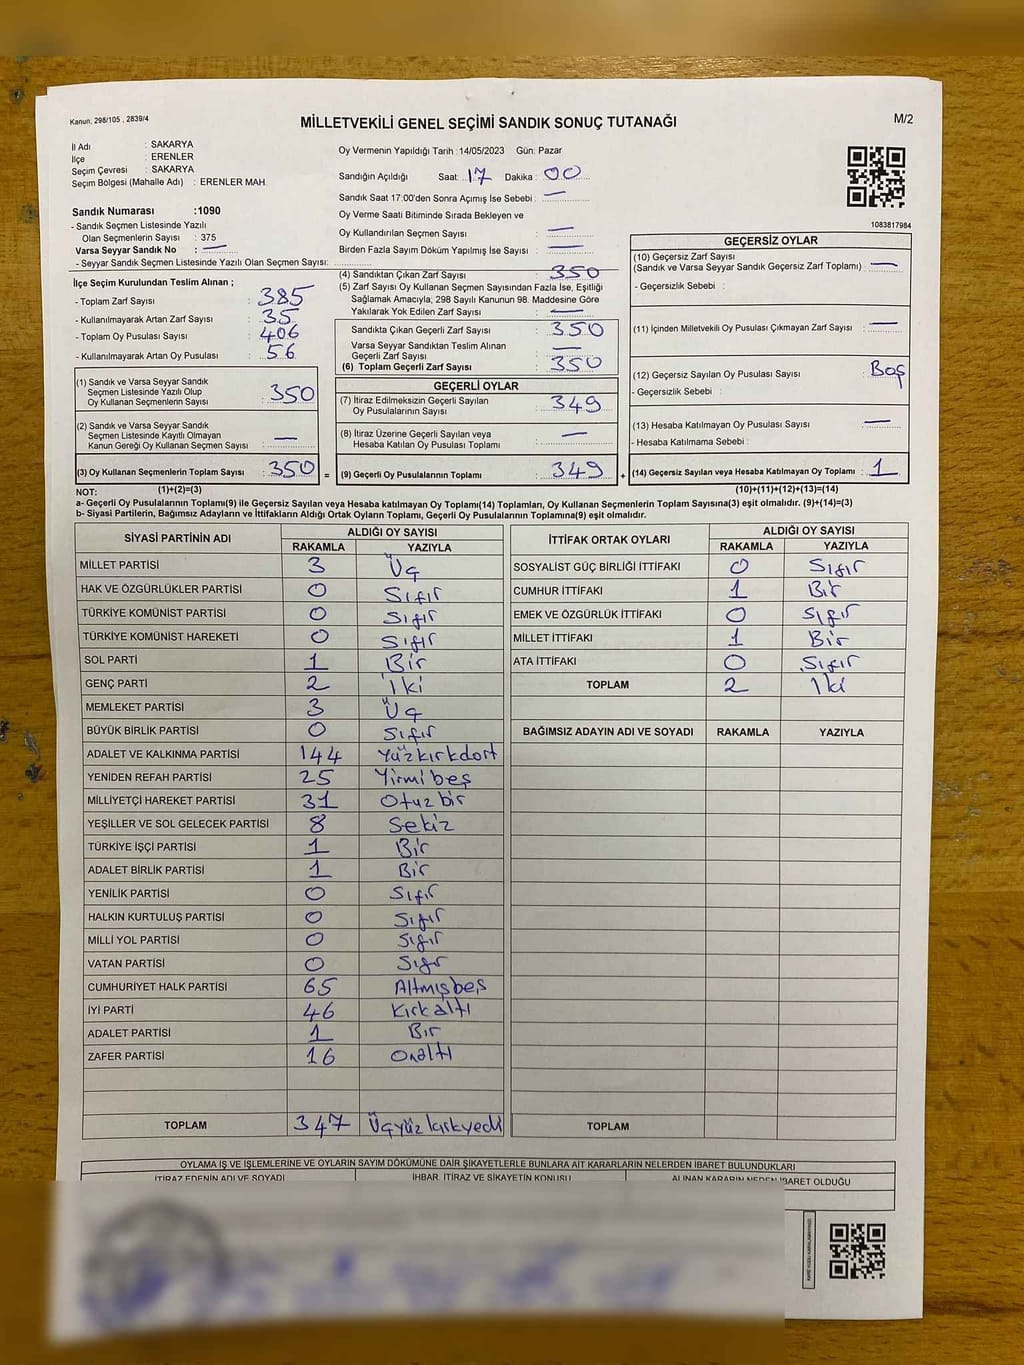 Kanun: 298/105 , 2839/4
MİLLETVEKİLİ GENEL SEÇİMİ SANDIK SONUÇ TUTANAĞI
M/2
İl Adı : SAKARYA
İlçe : ERENLER
Seçim Çevresi : SAKARYA
Seçim Bölgesi (Mahalle Adı) : ERENLER MAH.
Sandık Numarası :1090
- Sandık Seçmen Listesinde Yazılı
Olan Seçmenlerin Sayısı : 375
Varsa Seyyar Sandık No : —
- Seyyar Sandık Seçmen Listesinde Yazılı Olan Seçmen Sayısı:
Oy Vermenin Yapıldığı Tarih :14/05/2023 Gün: Pazar
Sandığın Açıldığı Saat: 17 Dakika : 00
Sandık Saat 17:00'den Sonra Açımış İse Sebebi : —
Oy Verme Saati Bitiminde Sırada Bekleyen ve
Oy Kullandırılan Seçmen Sayısı : —
Birden Fazla Sayım Döküm Yapılmış İse Sayısı : —
1083817984
İlçe Seçim Kurulundan Teslim Alınan ;
- Toplam Zarf Sayısı : 385
- Kullanılmayarak Artan Zarf Sayısı : 35
- Toplam Oy Pusulası Sayısı : 406
- Kullanılmayarak Artan Oy Pusulası : 56
(1) Sandık ve Varsa Seyyar Sandık
Seçmen Listesinde Yazılı Olup
Oy Kullanan Seçmenlerin Sayısı : 350
(2) Sandık ve Varsa Seyyar Sandık
Seçmen Listesinde Kayıtlı Olmayan
Kanun Gereği Oy Kullanan Seçmen Sayısı : —
(3) Oy Kullanan Seçmenlerin Toplam Sayısı : 350 =
(4) Sandıktan Çıkan Zarf Sayısı : 350
(5) Zarf Sayısı Oy Kullanan Seçmen Sayısından Fazla İse, Eşitliği
Sağlamak Amacıyla, 298 Sayılı Kanunun 98. Maddesine Göre
Yakılarak Yok Edilen Zarf Sayısı : —
Sandıkta Çıkan Geçerli Zarf Sayısı : 350
Varsa Seyyar Sandıktan Teslim Alınan
Geçerli Zarf Sayısı : —
(6) Toplam Geçerli Zarf Sayısı : 350
GEÇERLİ OYLAR
(7) İtiraz Edilmeksizin Geçerli Sayılan
Oy Pusulalarının Sayısı : 349
(8) İtiraz Üzerine Geçerli Sayılan veya
Hesaba Katılan Oy Pusulası Toplamı : —
(9) Geçerli Oy Pusulalarının Toplamı : 349 +
GEÇERSİZ OYLAR
(10) Geçersiz Zarf Sayısı
(Sandık ve Varsa Seyyar Sandık Geçersiz Zarf Toplamı) : —
- Geçersizlik Sebebi :
(11) İçinden Milletvekili Oy Pusulası Çıkmayan Zarf Sayısı : —
(12) Geçersiz Sayılan Oy Pusulası Sayısı : Boş
- Geçersizlik Sebebi :
(13) Hesaba Katılmayan Oy Pusulası Sayısı : —
- Hesaba Katılmama Sebebi :
(14) Geçersiz Sayılan veya Hesaba Katılmayan Oy Toplamı : 1
NOT: (1)+(2)=(3) (10)+(11)+(12)+(13)=(14)
a- Geçerli Oy Pusulalarının Toplamı(9) ile Geçersiz Sayılan veya Hesaba katılmayan Oy Toplamı(14) Toplamları, Oy Kullanan Seçmenlerin Toplam Sayısına(3) eşit olmalıdır. (9)+(14)=(3)
b- Siyasi Partilerin, Bağımsız Adayların ve İttifakların Aldığı Ortak Oyların Toplamı, Geçerli Oy Pusulalarının Toplamına(9) eşit olmalıdır.
SİYASİ PARTİNİN ADI ALDIĞI OY SAYISI
RAKAMLA YAZIYLA
MİLLET PARTİSİ 3 Üç
HAK VE ÖZGÜRLÜKLER PARTİSİ 0 Sıfır
TÜRKİYE KOMÜNİST PARTİSİ 0 Sıfır
TÜRKİYE KOMÜNİST HAREKETİ 0 Sıfır
SOL PARTİ 1 Bir
GENÇ PARTİ 2 İki
MEMLEKET PARTİSİ 3 Üç
BÜYÜK BİRLİK PARTİSİ 0 Sıfır
ADALET VE KALKINMA PARTİSİ 144 Yüzkırkdört
YENİDEN REFAH PARTİSİ 25 Yirmibeş
MİLLİYETÇİ HAREKET PARTİSİ 31 Otuzbir
YEŞİLLER VE SOL GELECEK PARTİSİ 8 Sekiz
TÜRKİYE İŞÇİ PARTİSİ 1 Bir
ADALET BİRLİK PARTİSİ 1 Bir
YENİLİK PARTİSİ 0 Sıfır
HALKIN KURTULUŞ PARTİSİ 0 Sıfır
MİLLİ YOL PARTİSİ 0 Sıfır
VATAN PARTİSİ 0 Sıfır
CUMHURİYET HALK PARTİSİ 65 Altmışbeş
İYİ PARTİ 46 Kırkaltı
ADALET PARTİSİ 1 Bir
ZAFER PARTİSİ 16 Onaltı
TOPLAM 347 Üçyüzkırkyedi
İTTİFAK ORTAK OYLARI ALDIĞI OY SAYISI
RAKAMLA YAZIYLA
SOSYALİST GÜÇ BİRLİĞİ İTTİFAKI 0 Sıfır
CUMHUR İTTİFAKI 1 Bir
EMEK VE ÖZGÜRLÜK İTTİFAKI 0 Sıfır
MİLLET İTTİFAKI 1 Bir
ATA İTTİFAKI 0 Sıfır
TOPLAM 2 İki
BAĞIMSIZ ADAYIN ADI VE SOYADI RAKAMLA YAZIYLA
TOPLAM
OYLAMA İŞ VE İŞLEMLERİNE VE OYLARIN SAYIM DÖKÜMÜNE DAİR ŞİKAYETLERLE BUNLARA AİT KARARLARIN NELERDEN İBARET BULUNDUKLARI
İTİRAZ EDENİN ADI VE SOYADI İHBAR, İTİRAZ VE ŞİKAYETİN KONUSU ALINAN KARARIN NEDEN İBARET OLDUĞU